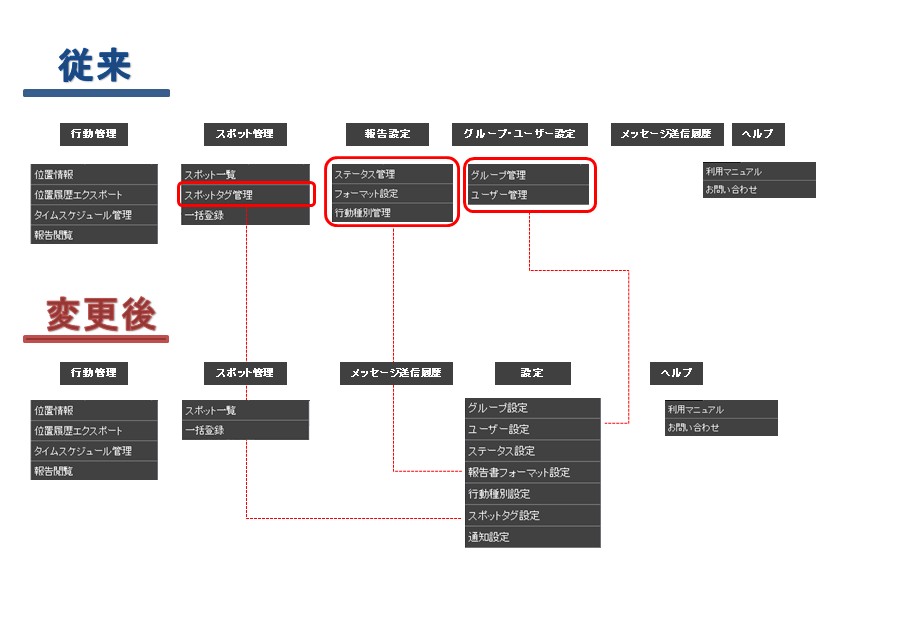 従来
行動管理 スポット管理 報告設定 グループ・ユーザー設定 メッセージ送信履歴 ヘルプ
位置情報
位置履歴エクスポート
タイムスケジュール管理
報告閲覧
スポット一覧
スポットタグ管理
一括登録
ステータス管理
フォーマット設定
行動種別管理
グループ管理
ユーザー管理
利用マニュアル
お問い合わせ
変更後
行動管理 スポット管理 メッセージ送信履歴 設定 ヘルプ
位置情報
位置履歴エクスポート
タイムスケジュール管理
報告閲覧
スポット一覧
一括登録
グループ設定
ユーザー設定
ステータス設定
報告書フォーマット設定
行動種別設定
スポットタグ設定
通知設定
利用マニュアル
お問い合わせ